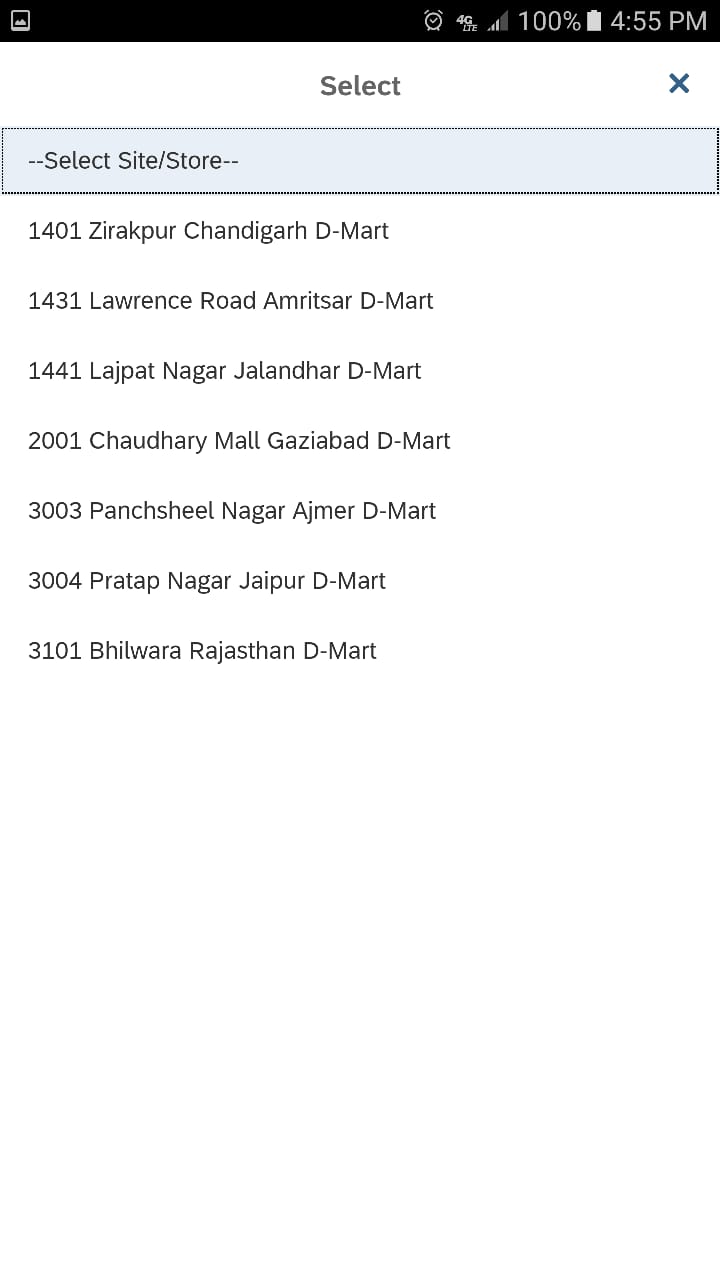 4G LTE 100% 4:55 PM
Select
--Select Site/Store--
1401 Zirakpur Chandigarh D-Mart
1431 Lawrence Road Amritsar D-Mart
1441 Lajpat Nagar Jalandhar D-Mart
2001 Chaudhary Mall Gaziabad D-Mart
3003 Panchsheel Nagar Ajmer D-Mart
3004 Pratap Nagar Jaipur D-Mart
3101 Bhilwara Rajasthan D-Mart